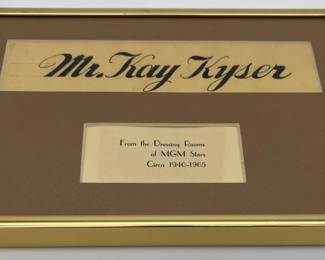 Mr. Kay Kyser
From the Dressing Rooms
of MGM Stars
Circa 1940-1965